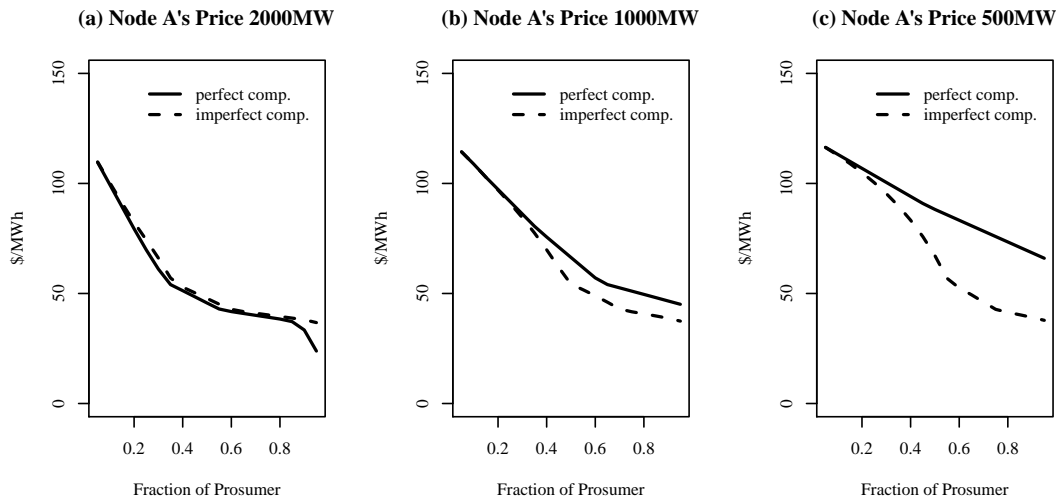 (a) Node A's Price 2000MW
150
100
50
0
$/MWh
perfect comp.
imperfect comp.
0.2 0.4 0.6 0.8
Fraction of Prosumer
(b) Node A's Price 1000MW
150
100
50
0
$/MWh
perfect comp.
imperfect comp.
0.2 0.4 0.6 0.8
Fraction of Prosumer
(c) Node A's Price 500MW
150
100
50
0
$/MWh
perfect comp.
imperfect comp.
0.2 0.4 0.6 0.8
Fraction of Prosumer